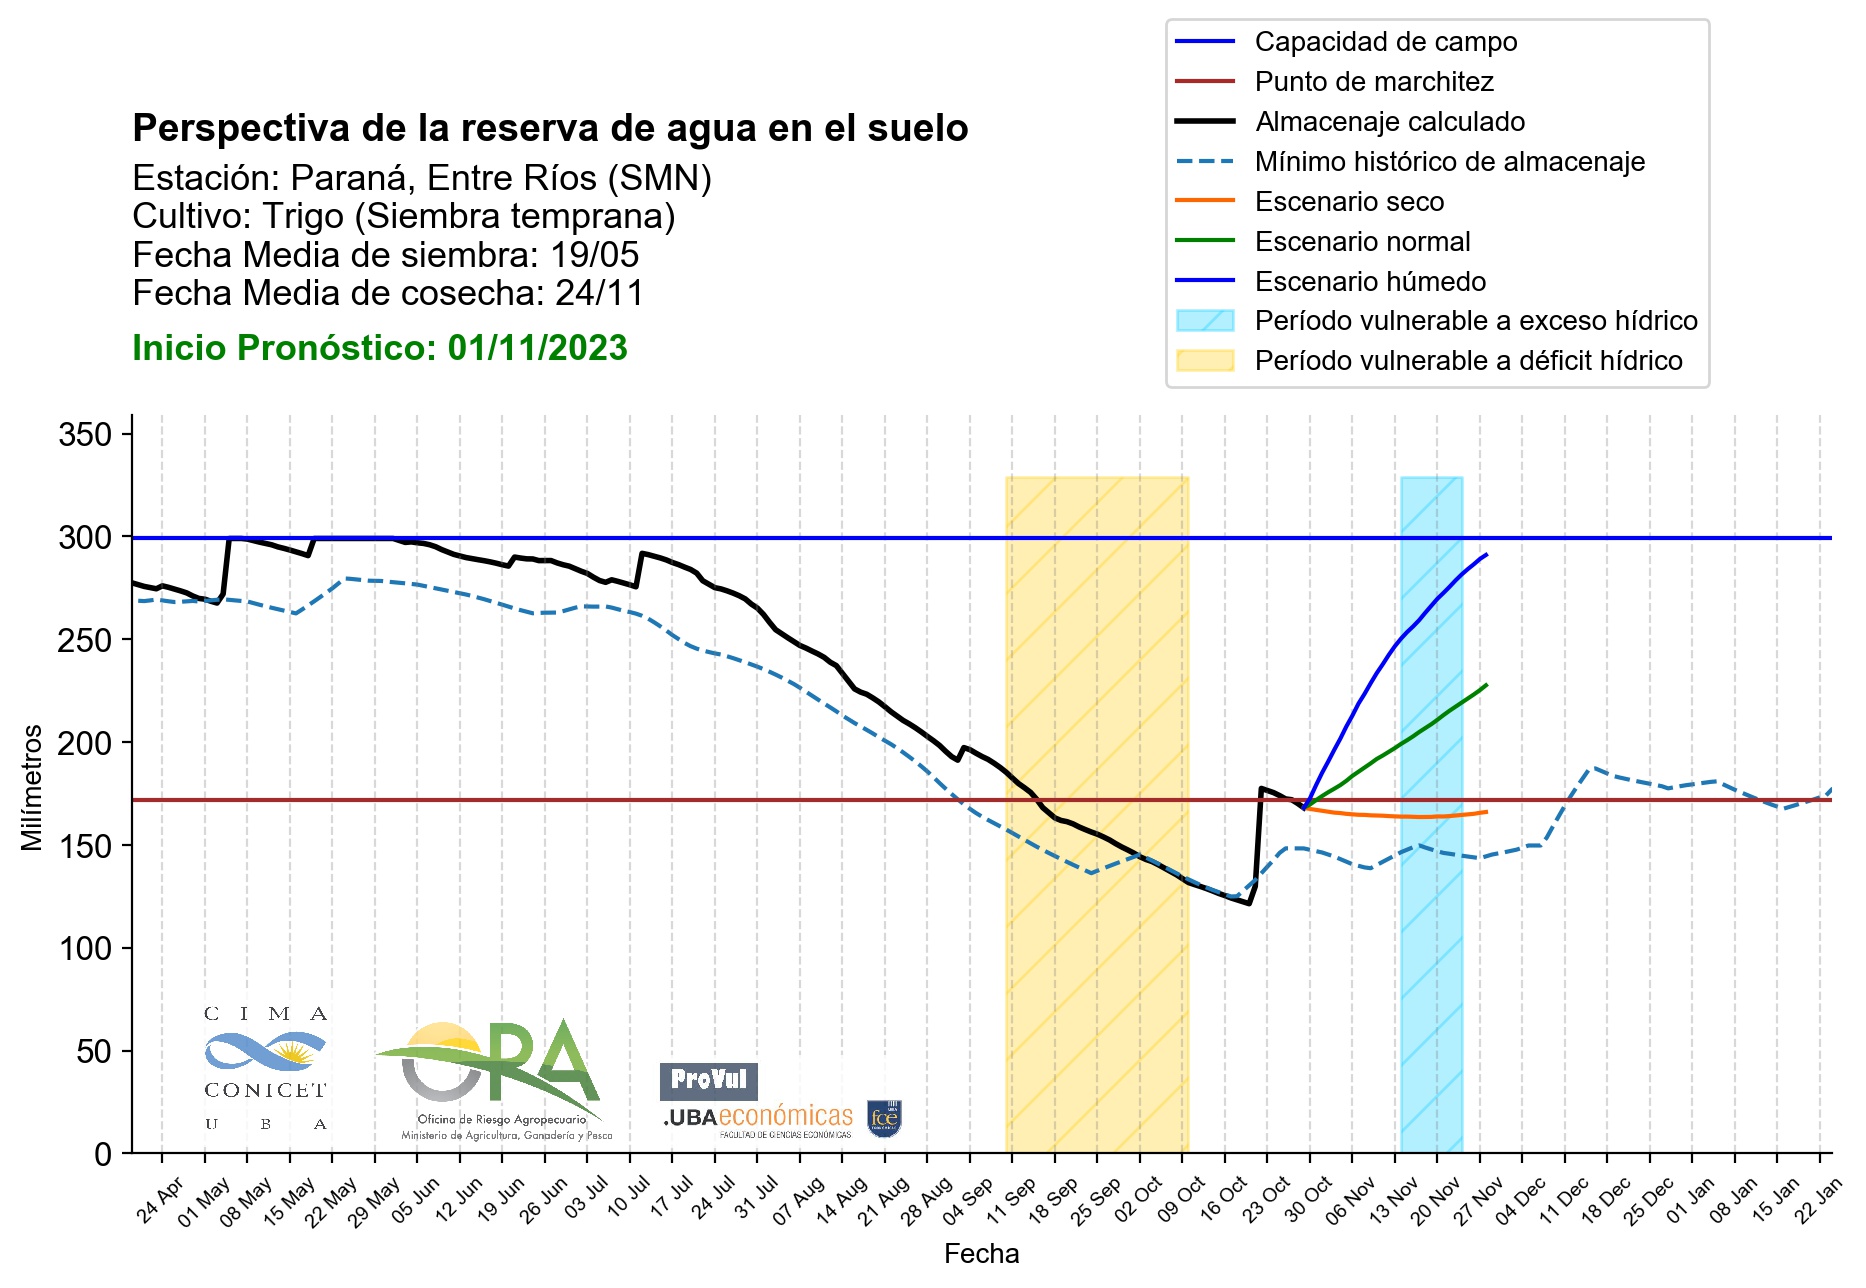 Capacidad de campo
Punto de marchitez
Almacenaje calculado
Mínimo histórico de almacenaje
Escenario seco
Escenario normal
Escenario húmedo
Período vulnerable a exceso hídrico
Período vulnerable a déficit hídrico
Perspectiva de la reserva de agua en el suelo
Estación: Paraná, Entre Ríos (SMN)
Cultivo: Trigo (Siembra temprana)
Fecha Media de siembra: 19/05
Fecha Media de cosecha: 24/11
Inicio Pronóstico: 01/11/2023
350
300
250
200
150
100
50
0
Milímetros
CIMA
CONICET
UBA
ORA
Oficina de Riesgo Agropecuario
Ministerio de Agricultura, Ganadería y Pesca
ProVul
.UBAeconómicas
FACULTAD DE CIENCIAS ECONÓMICAS
fce
24 Apr
01 May
08 May
15 May
22 May
29 May
05 Jun
12 Jun
19 Jun
26 Jun
03 Jul
10 Jul
17 Jul
24 Jul
31 Jul
07 Aug
14 Aug
21 Aug
28 Aug
04 Sep
11 Sep
18 Sep
25 Sep
02 Oct
09 Oct
16 Oct
23 Oct
30 Oct
06 Nov
13 Nov
20 Nov
27 Nov
04 Dec
11 Dec
18 Dec
25 Dec
01 Jan
08 Jan
15 Jan
22 Jan
Fecha